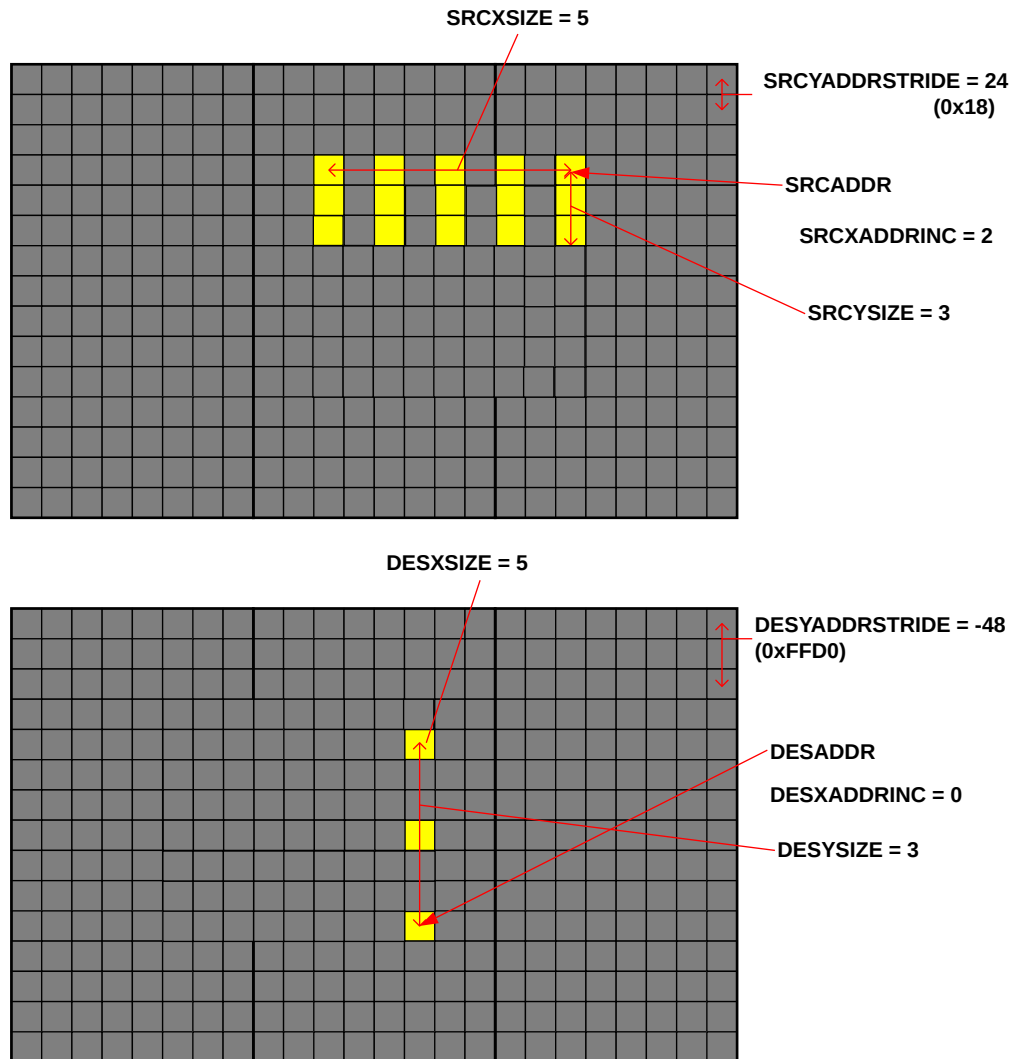 SRCXSIZE = 5
SRCYADDRSTRIDE = 24
(0x18)
SRCADDR
SRCXADDRINC = 2
SRCYSIZE = 3
DESXSIZE = 5
DESYADDRSTRIDE = -48
(0xFFD0)
DESADDR
DESXADDRINC = 0
DESYSIZE = 3